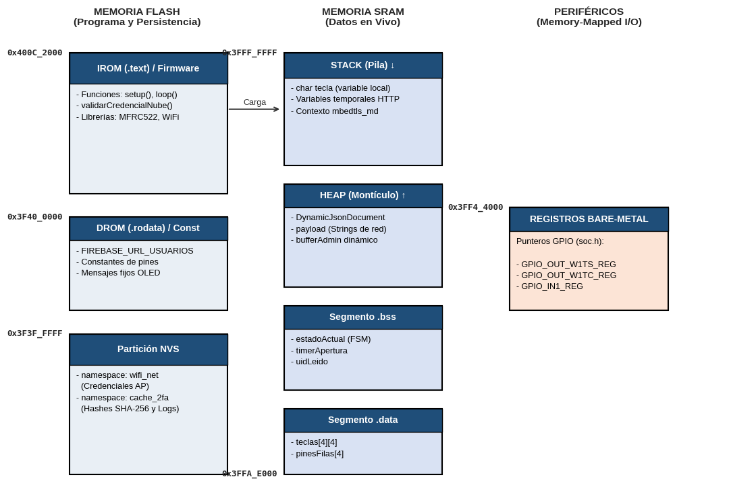 MEMORIA FLASH
(Programa y Persistencia)
0x400C_2000
IROM (.text) / Firmware
- Funciones: setup(), loop()
- validarCredencialNube()
- Librerías: MFRC522, WiFi
Carga
0x3F40_0000
DROM (.rodata) / Const
- FIREBASE_URL_USUARIOS
- Constantes de pines
- Mensajes fijos OLED
0x3F3F_FFFF
Partición NVS
- namespace: wifi_net
(Credenciales AP)
- namespace: cache_2fa
(Hashes SHA-256 y Logs)
MEMORIA SRAM
(Datos en Vivo)
0x3FFF_FFFF
STACK (Pila) ↓
- char tecla (variable local)
- Variables temporales HTTP
- Contexto mbedtls_md
HEAP (Montículo) ↑
- DynamicJsonDocument
- payload (Strings de red)
- bufferAdmin dinámico
Segmento .bss
- estadoActual (FSM)
- timerApertura
- uidLeido
Segmento .data
- teclas[4][4]
- pinesFilas[4]
0x3FFA_E000
PERIFÉRICOS
(Memory-Mapped I/O)
0x3FF4_4000
REGISTROS BARE-METAL
Punteros GPIO (soc.h):
- GPIO_OUT_W1TS_REG
- GPIO_OUT_W1TC_REG
- GPIO_IN1_REG